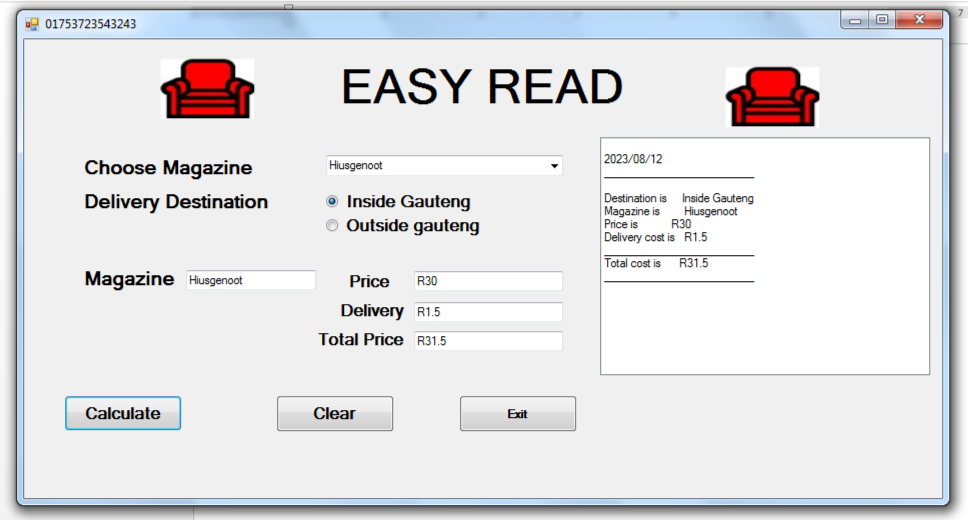 01753723543243
7
EASY READ
Choose Magazine
Hiusgenoot
Delivery Destination
Inside Gauteng
Outside gauteng
Magazine
Hiusgenoot
Price
R30
Delivery
R1.5
Total Price
R31.5
2023/08/12
Destination is Inside Gauteng
Magazine is Hiusgenoot
Price is R30
Delivery cost is R1.5
Total cost is R31.5
Calculate
Clear
Exit